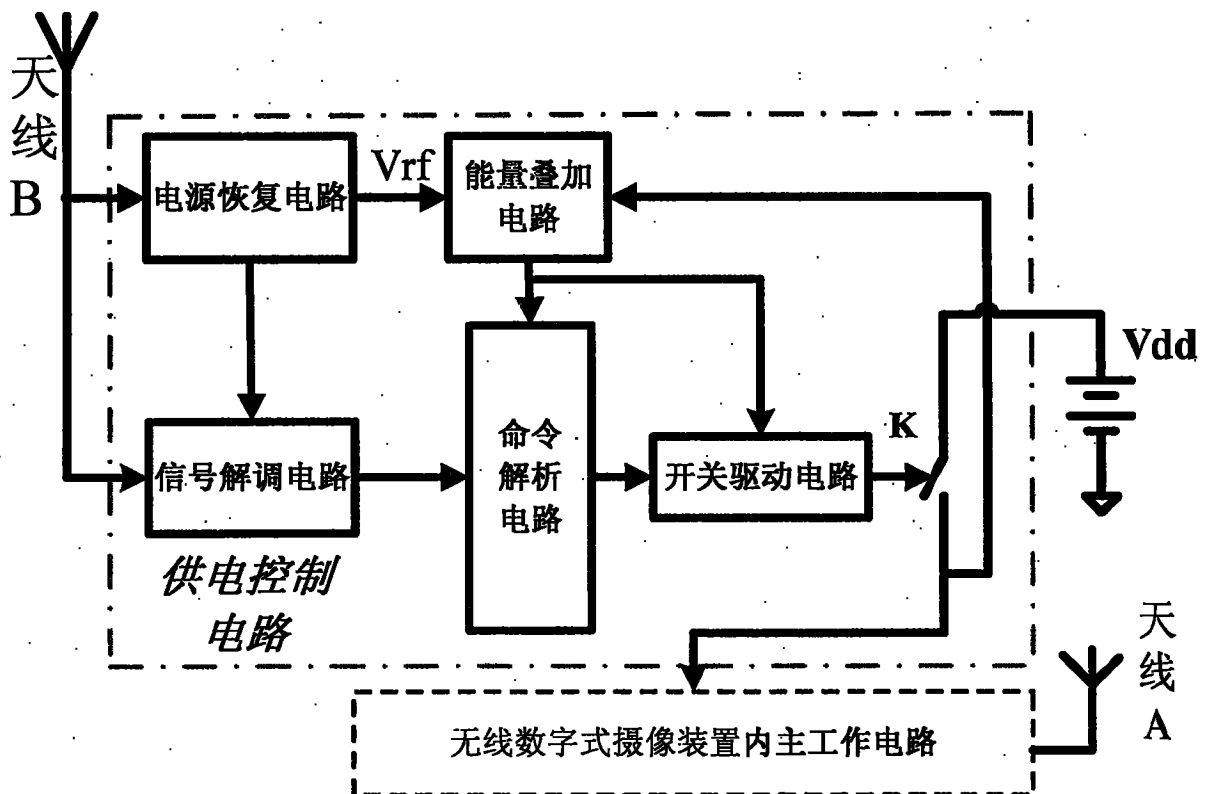 天
线
B
电源恢复电路
Vrf
能量叠加
电路
Vdd
信号解调电路
命令
解析
电路
开关驱动电路
K
供电控制
电路
无线数字式摄像装置内主工作电路
天
线
A